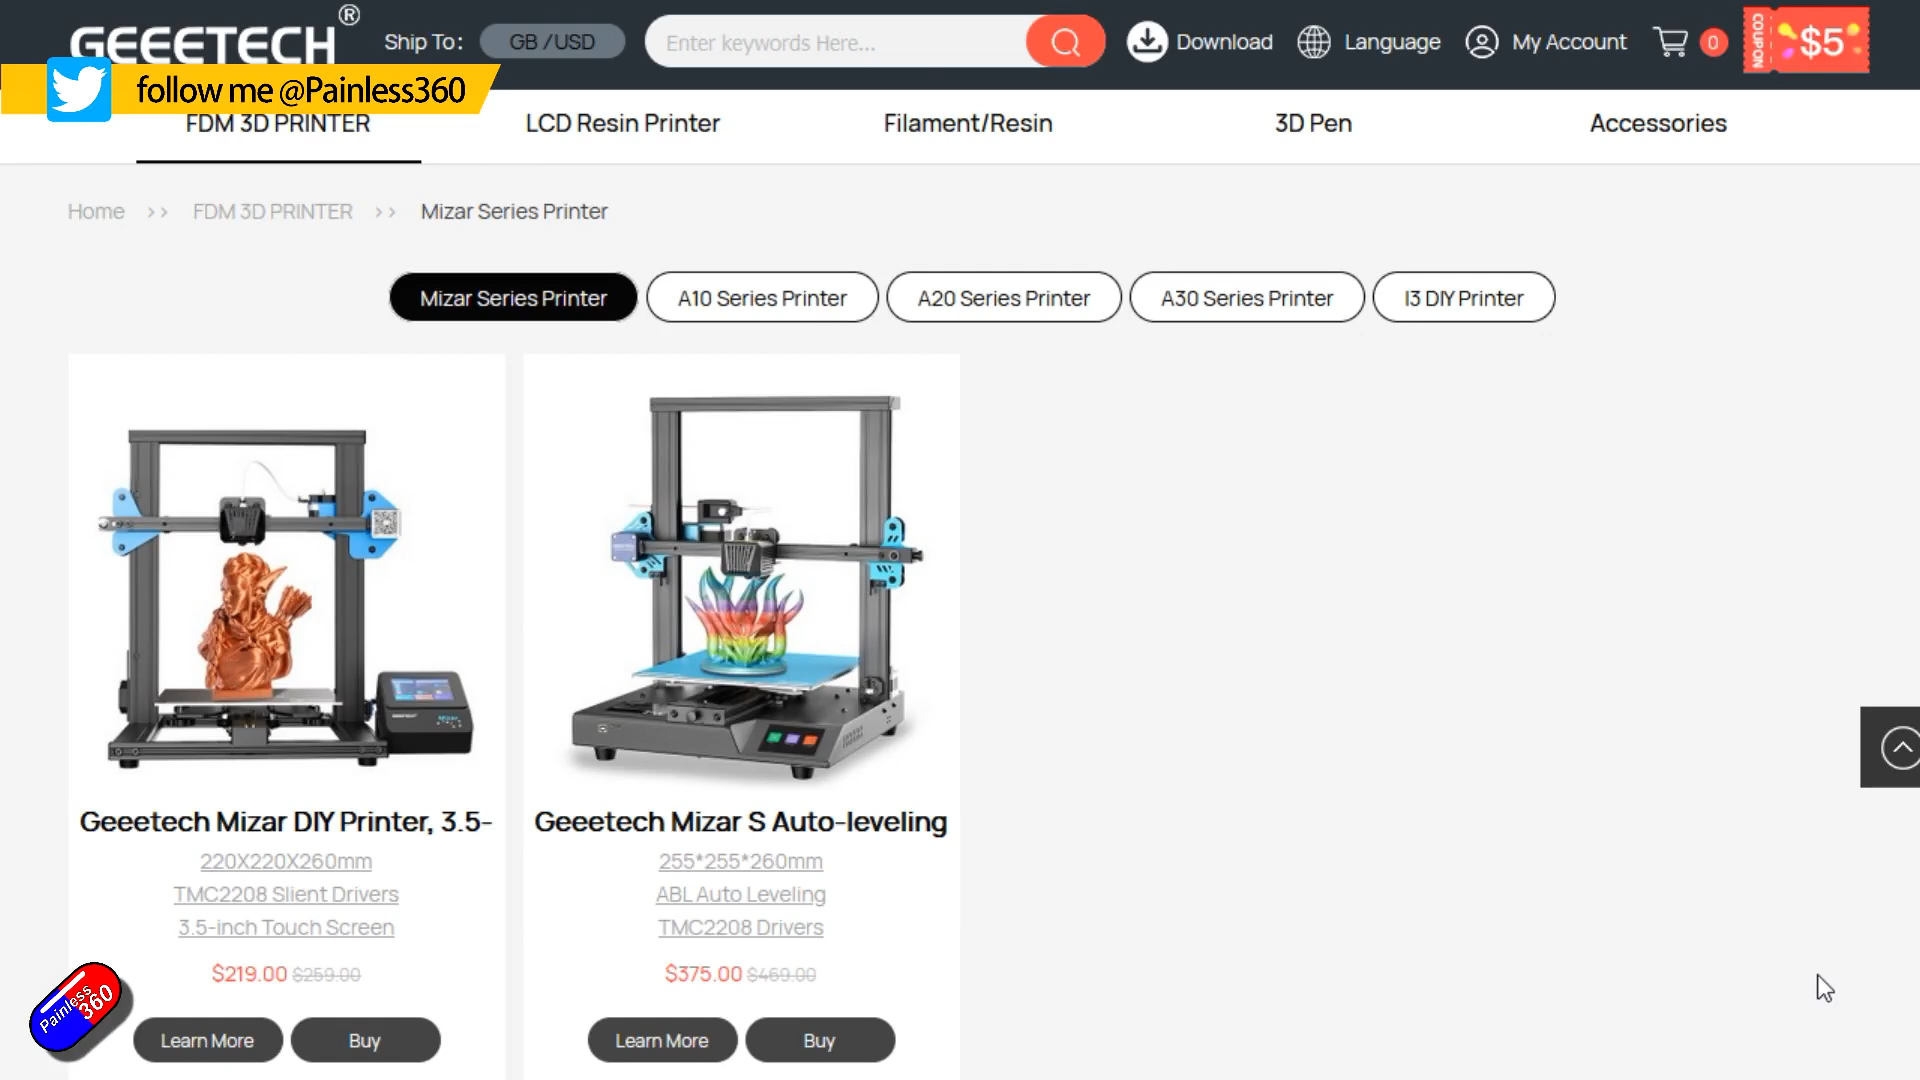 GEEETECH®
Ship To: GB / USD
Enter keywords Here...
Download
Language
My Account
0
COUPON $5
follow me @Painless360
FDM 3D PRINTER
LCD Resin Printer
Filament/Resin
3D Pen
Accessories
Home >> FDM 3D PRINTER >> Mizar Series Printer
Mizar Series Printer
A10 Series Printer
A20 Series Printer
A30 Series Printer
I3 DIY Printer
Geeetech Mizar DIY Printer, 3.5-
220X220X260mm
TMC2208 Slient Drivers
3.5-inch Touch Screen
$219.00 $259.00
Learn More
Buy
Geeetech Mizar S Auto-leveling
255*255*260mm
ABL Auto Leveling
TMC2208 Drivers
$375.00 $469.00
Learn More
Buy
Painless
360